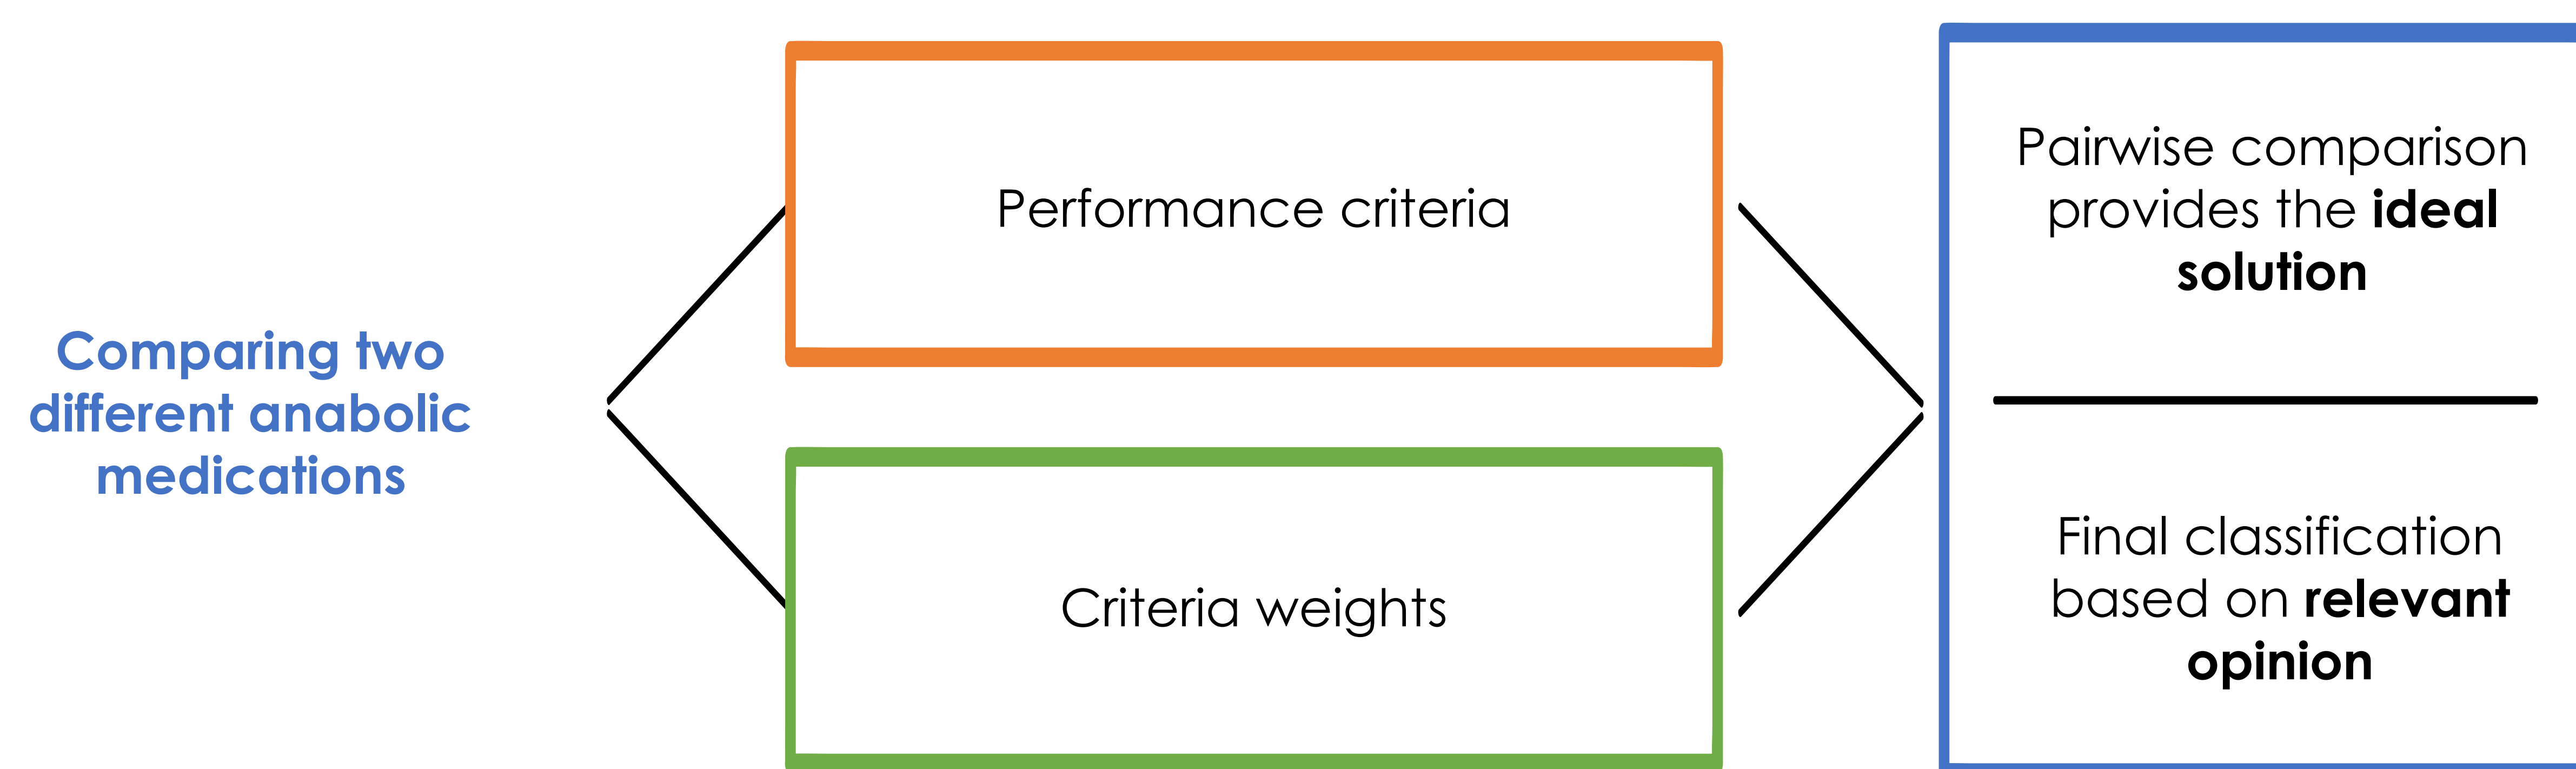 Comparing two
different anabolic
medications
Performance criteria
Criteria weights
Pairwise comparison
provides the ideal
solution
Final classification
based on relevant
opinion